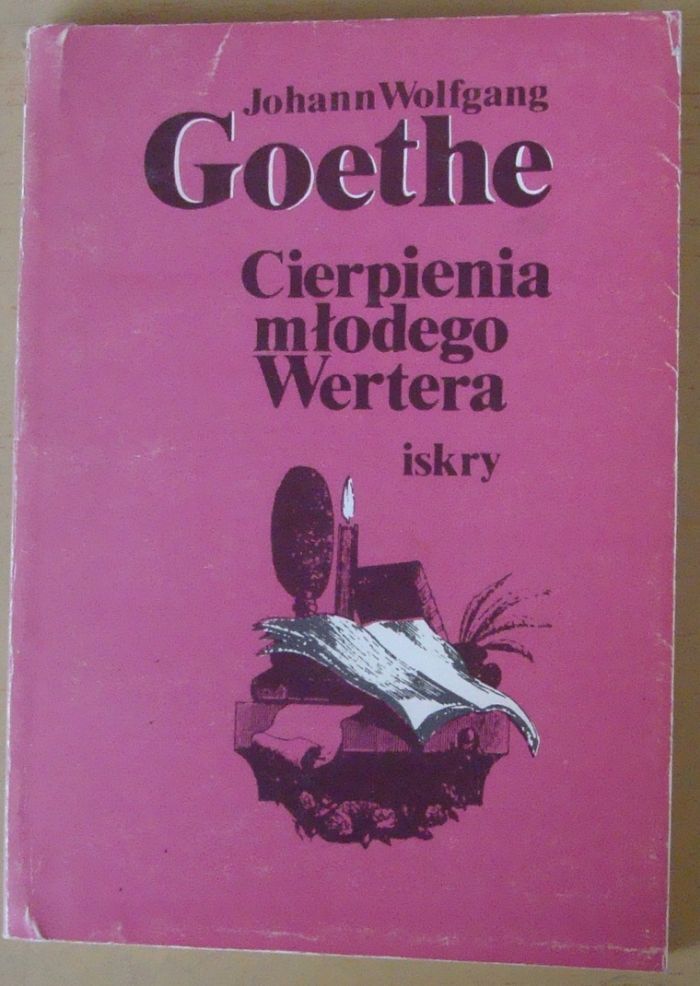 Johann Wolfgang
Goethe
Cierpienia
młodego
Wertera
iskry